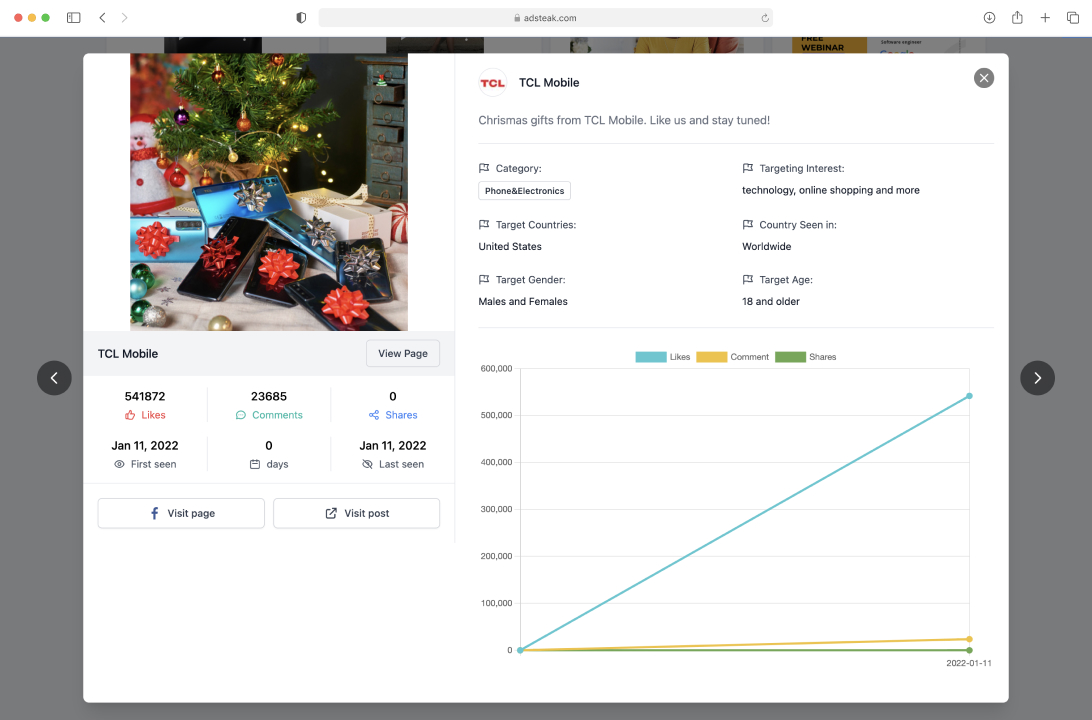 adsteak.com
FREE
WEBINAR
Software engineer
Google
TCL
TCL Mobile
Chrismas gifts from TCL Mobile. Like us and stay tuned!
Category:
Phone&Electronics
Targeting Interest:
technology, online shopping and more
Target Countries:
United States
Country Seen in:
Worldwide
Target Gender:
Males and Females
Target Age:
18 and older
TCL Mobile
View Page
541872
Likes
23685
Comments
0
Shares
Jan 11, 2022
First seen
0
days
Jan 11, 2022
Last seen
Visit page
Visit post
Likes
Comment
Shares
600,000
500,000
400,000
300,000
200,000
100,000
0
2022-01-11